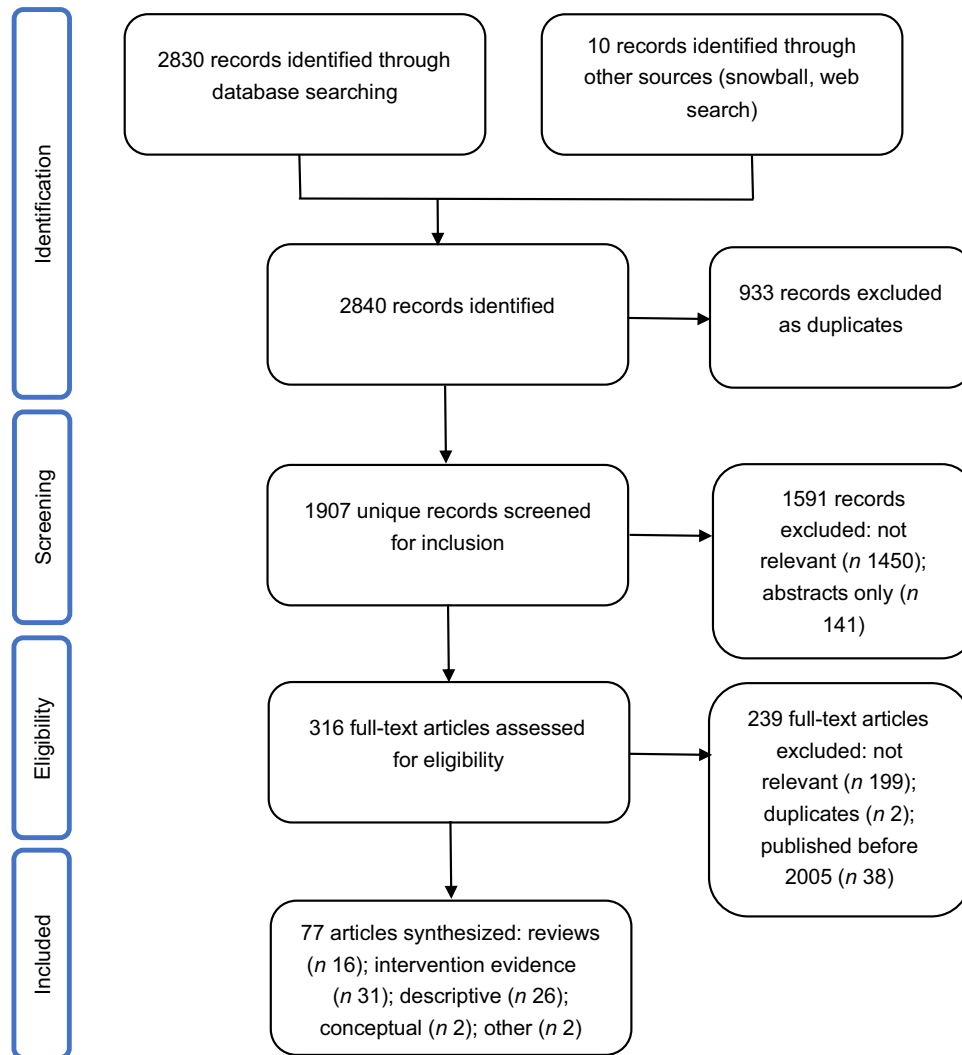 Identification
2830 records identified through
database searching
10 records identified through
other sources (snowball, web
search)
2840 records identified
933 records excluded
as duplicates
Screening
1907 unique records screened
for inclusion
1591 records
excluded: not
relevant (n 1450);
abstracts only (n
141)
Eligibility
316 full-text articles assessed
for eligibility
239 full-text articles
excluded: not
relevant (n 199);
duplicates (n 2);
published before
2005 (n 38)
Included
77 articles synthesized: reviews
(n 16); intervention evidence
(n 31); descriptive (n 26);
conceptual (n 2); other (n 2)